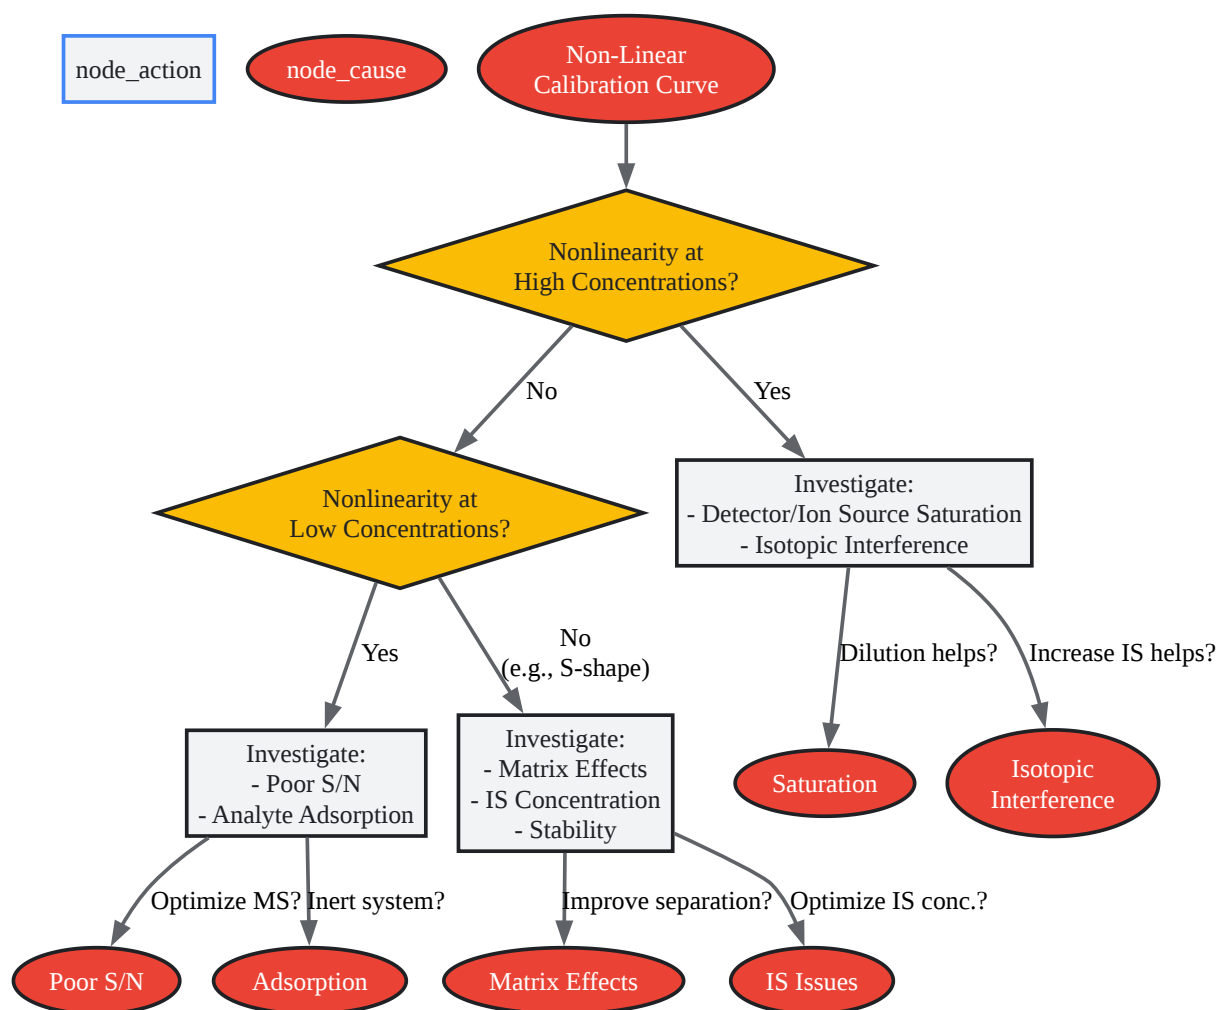 node_action
node_cause
Non-Linear
Calibration Curve
Nonlinearity at
High Concentrations?
No
Yes
Nonlinearity at
Low Concentrations?
Investigate:
- Detector/Ion Source Saturation
- Isotopic Interference
Yes
No
(e.g., S-shape)
Dilution helps?
Increase IS helps?
Investigate:
- Poor S/N
- Analyte Adsorption
Investigate:
- Matrix Effects
- IS Concentration
- Stability
Saturation
Isotopic
Interference
Optimize MS?
Inert system?
Improve separation?
Optimize IS conc.?
Poor S/N
Adsorption
Matrix Effects
IS Issues